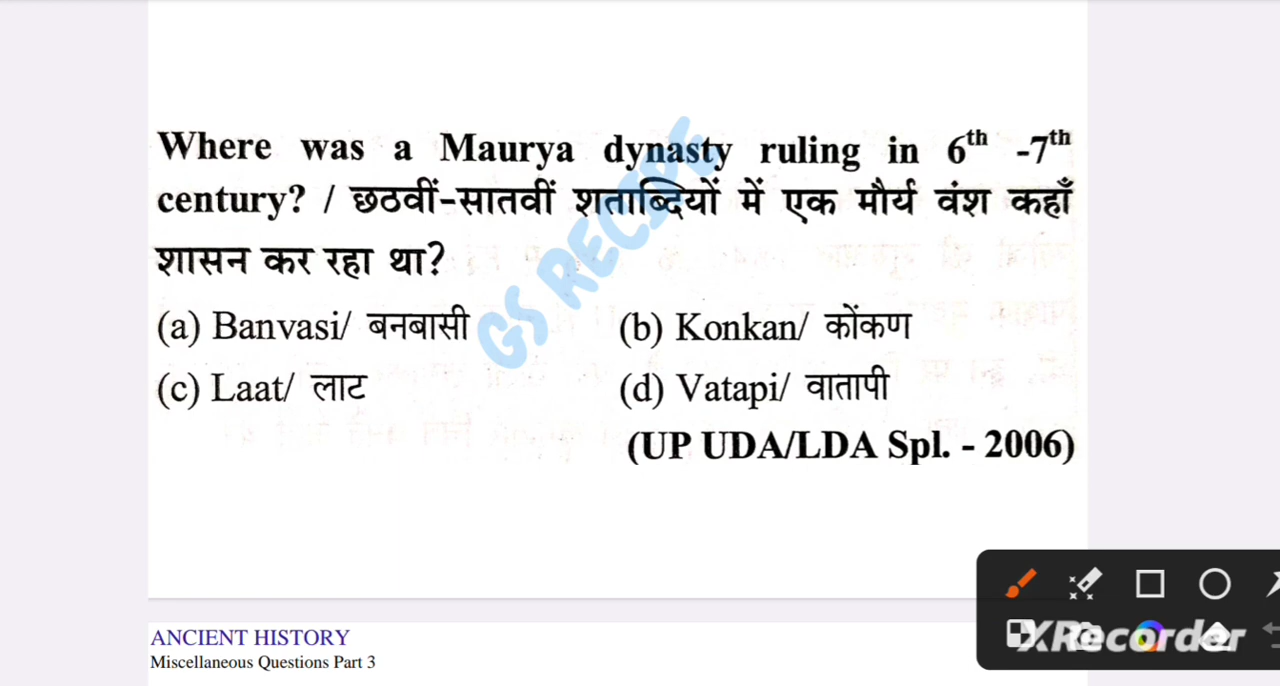 Where was a Maurya dynasty ruling in 6th -7th
century? / छठवीं-सातवीं शताब्दियों में एक मौर्य वंश कहाँ
शासन कर रहा था?
(a) Banvasi/ बनबासी (b) Konkan/ कोंकण
(c) Laat/ लाट (d) Vatapi/ वातापी
(UP UDA/LDA Spl. - 2006)
GS RECIPE
ANCIENT HISTORY
Miscellaneous Questions Part 3
XRecorder